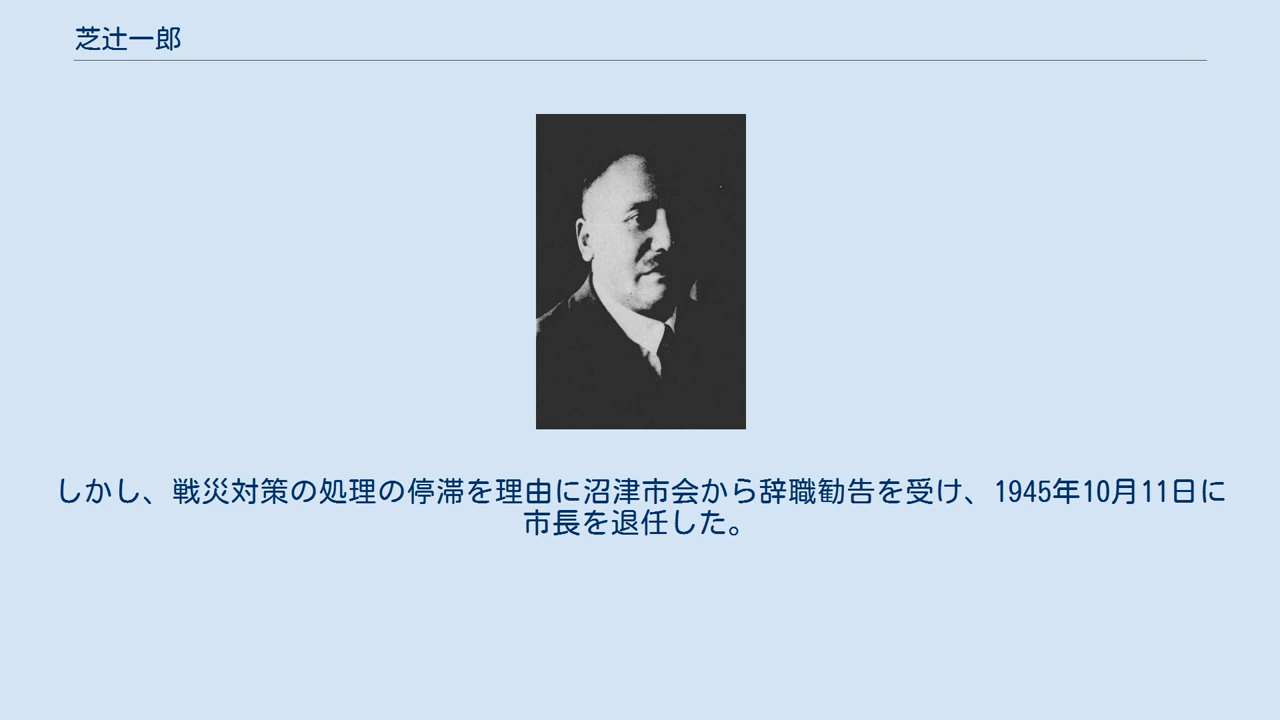 芝辻一郎
しかし、戦災対策の処理の停滞を理由に沼津市会から辞職勧告を受け、1945年10月11日に
市長を退任した。